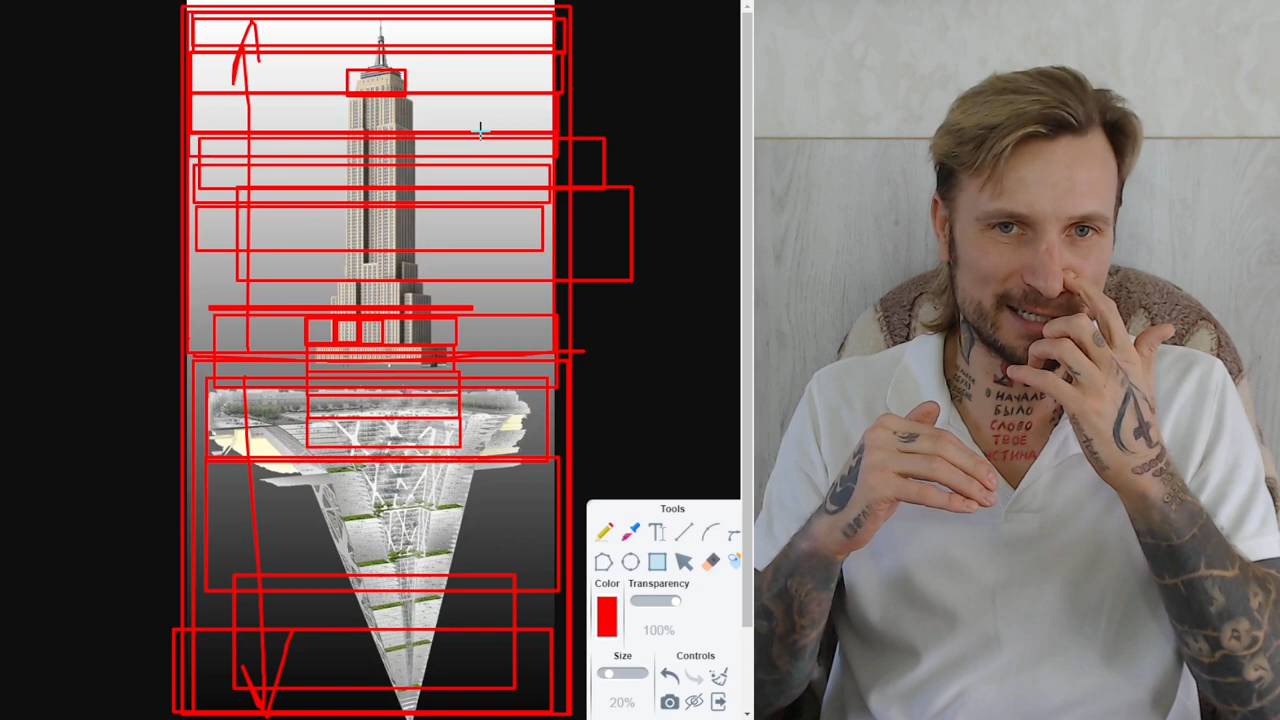 Tools
Color
Transparency
100%
Size
Controls
20%
В НАЧАЛЕ
БЫЛО
СЛОВО
ТВОЕ
ИСТИНА